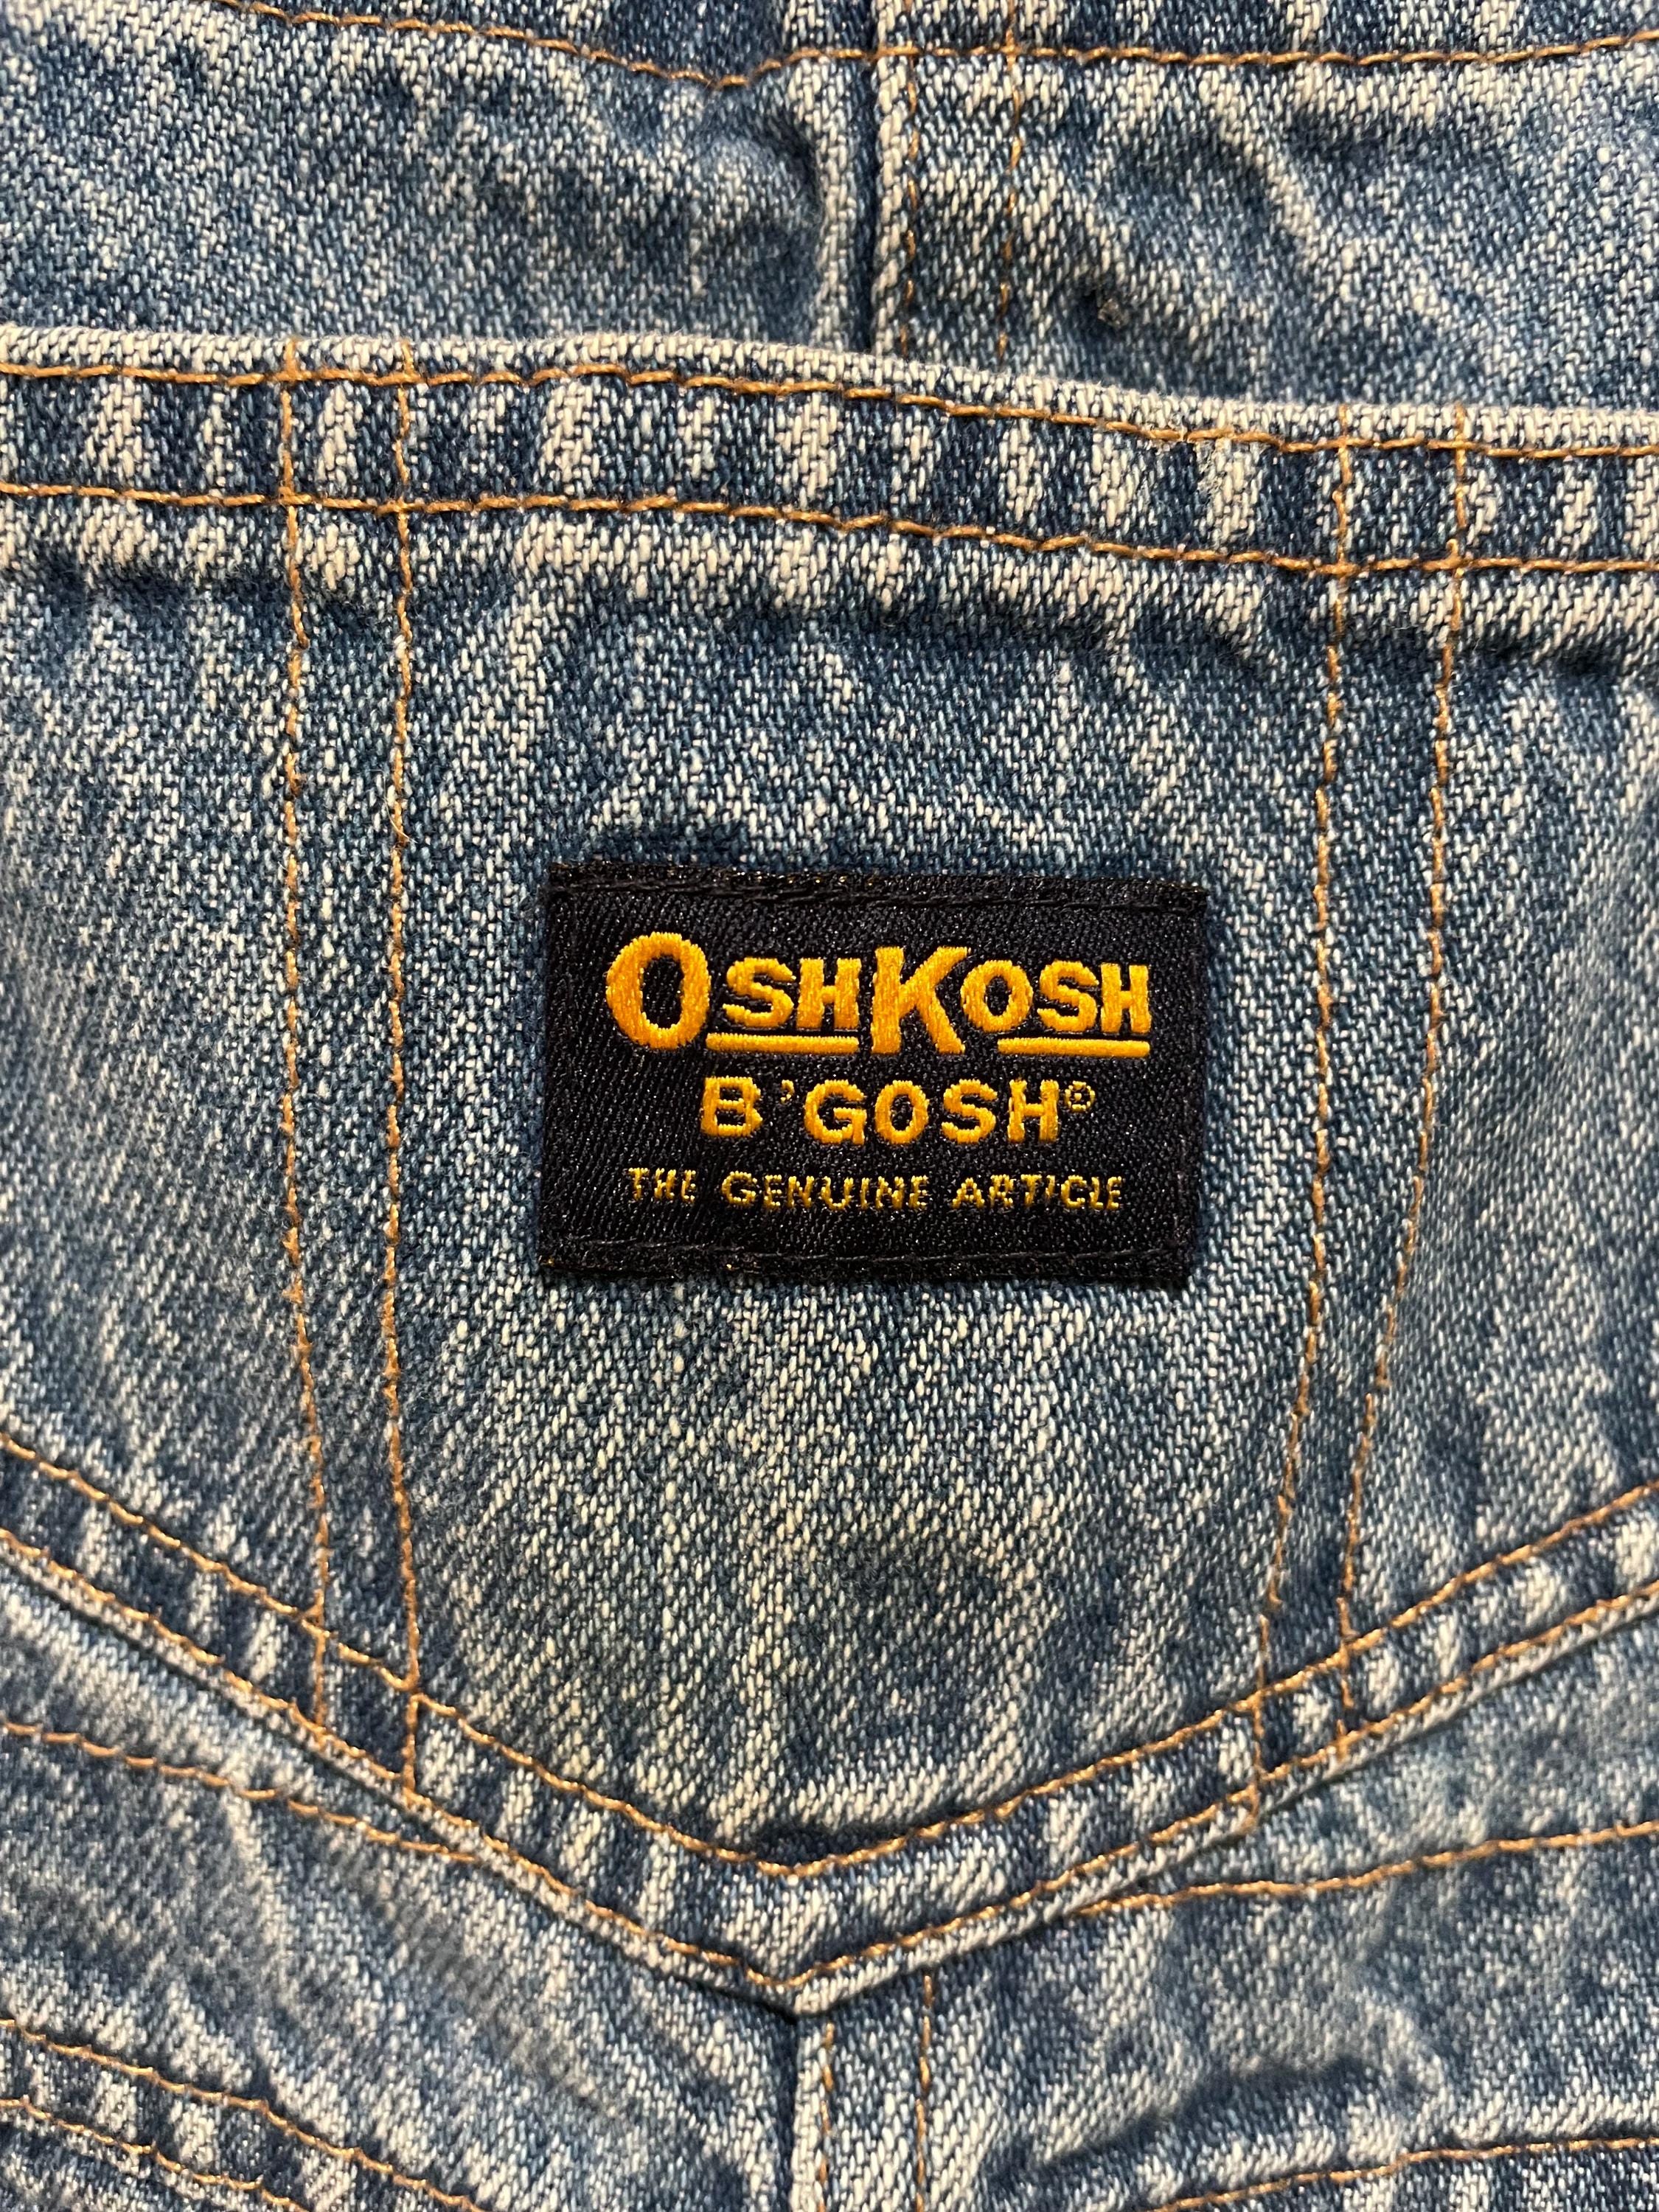 OSHKOSH
B'GOSH®
THE GENUINE ARTICLE